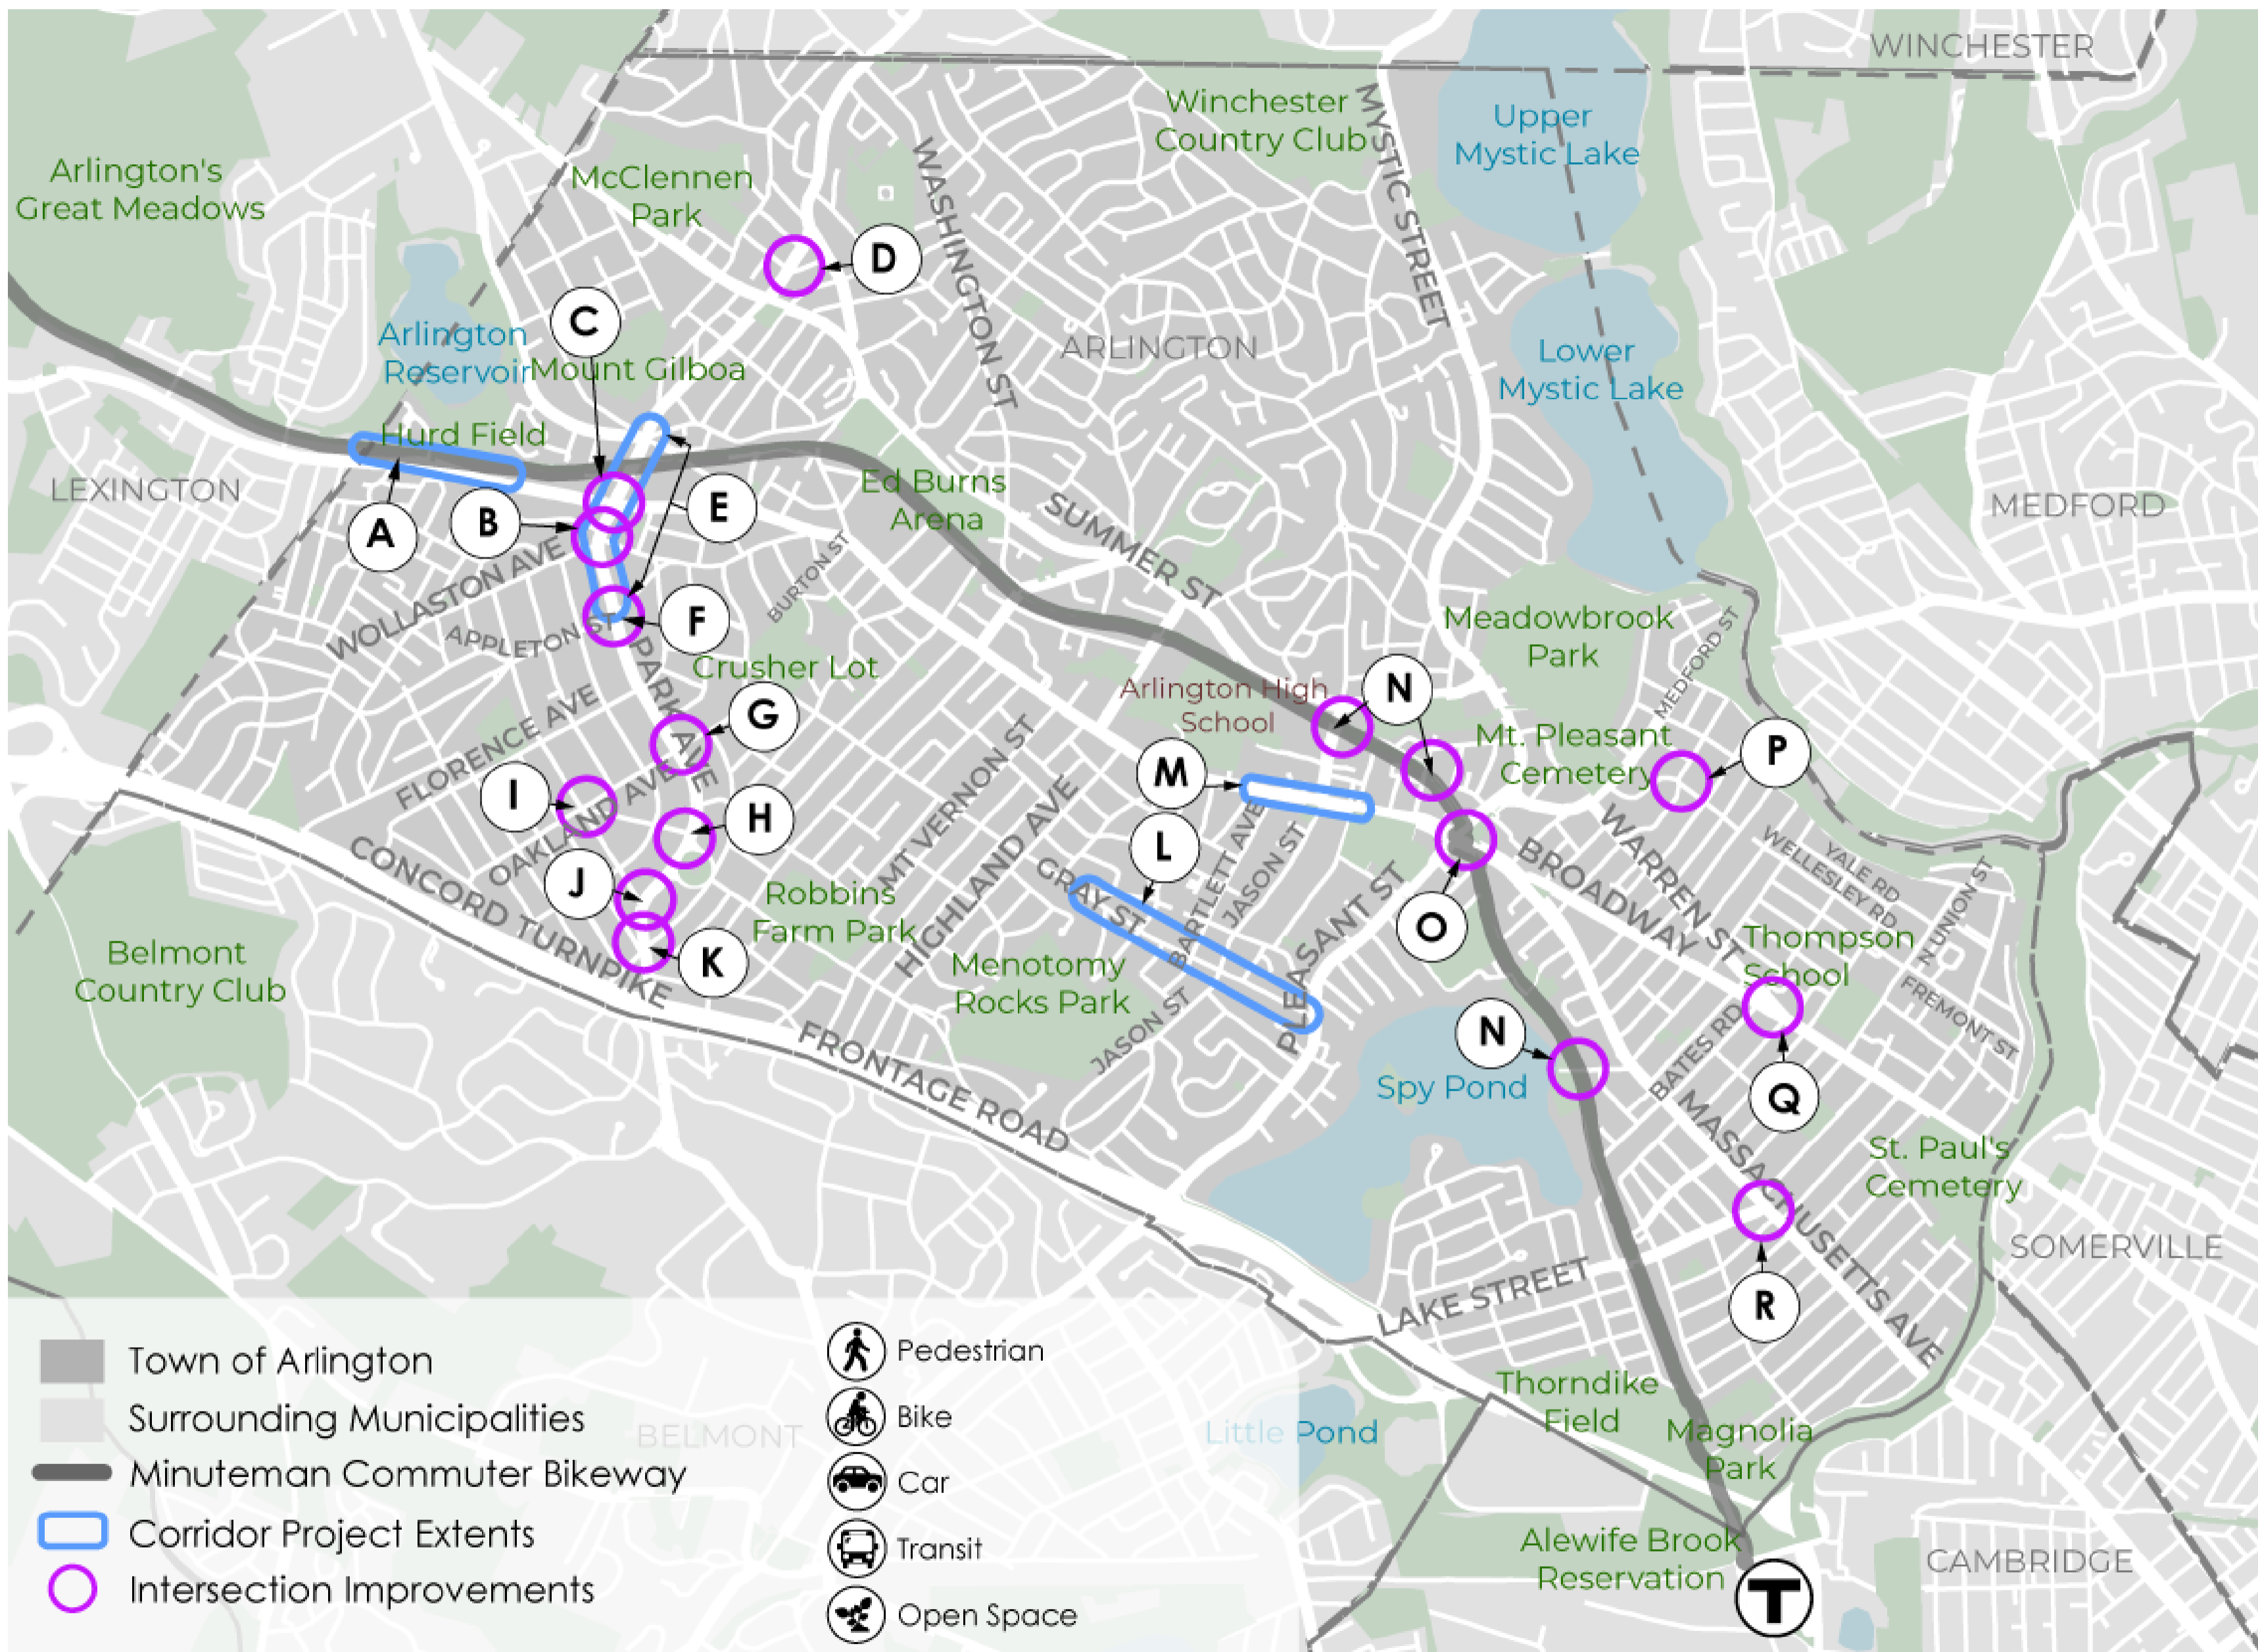 WINCHESTER
Winchester
Country Club
MYSTIC STREET
Upper
Mystic Lake
Arlington's
Great Meadows
McClennen
Park
WASHINGTON ST
D
C
Arlington
Reservoir
Mount Gilboa
ARLINGTON
Lower
Mystic Lake
Hurd Field
LEXINGTON
A
B
E
Ed Burns
Arena
SUMMER ST
MEDFORD
WOLLASTON AVE
APPLETON ST
BURTON ST
F
PARK AVE
Crusher Lot
G
Meadowbrook
Park
MEDFORD ST
Arlington High
School
N
Mt. Pleasant
Cemetery
P
FLORENCE AVE
I
OAKLAND AVE
H
MT VERNON ST
HIGHLAND AVE
M
L
GRAY ST
BARTLETT AVE
JASON ST
PLEASANT ST
O
BROADWAY
WARREN ST
YALE RD
WELLESLEY RD
N UNION ST
CONCORD TURNPIKE
J
K
Robbins
Farm Park
Belmont
Country Club
Menotomy
Rocks Park
JASON ST
Thompson
School
FREMONT ST
BATES RD
N
Q
FRONTAGE ROAD
Spy Pond
MASSACHUSETTS AVE
St. Paul's
Cemetery
SOMERVILLE
LAKE STREET
R
Thorndike
Field
Magnolia
Park
Little Pond
BELMONT
Alewife Brook
Reservation
CAMBRIDGE
T
Town of Arlington
Surrounding Municipalities
Minuteman Commuter Bikeway
Corridor Project Extents
Intersection Improvements
Pedestrian
Bike
Car
Transit
Open Space